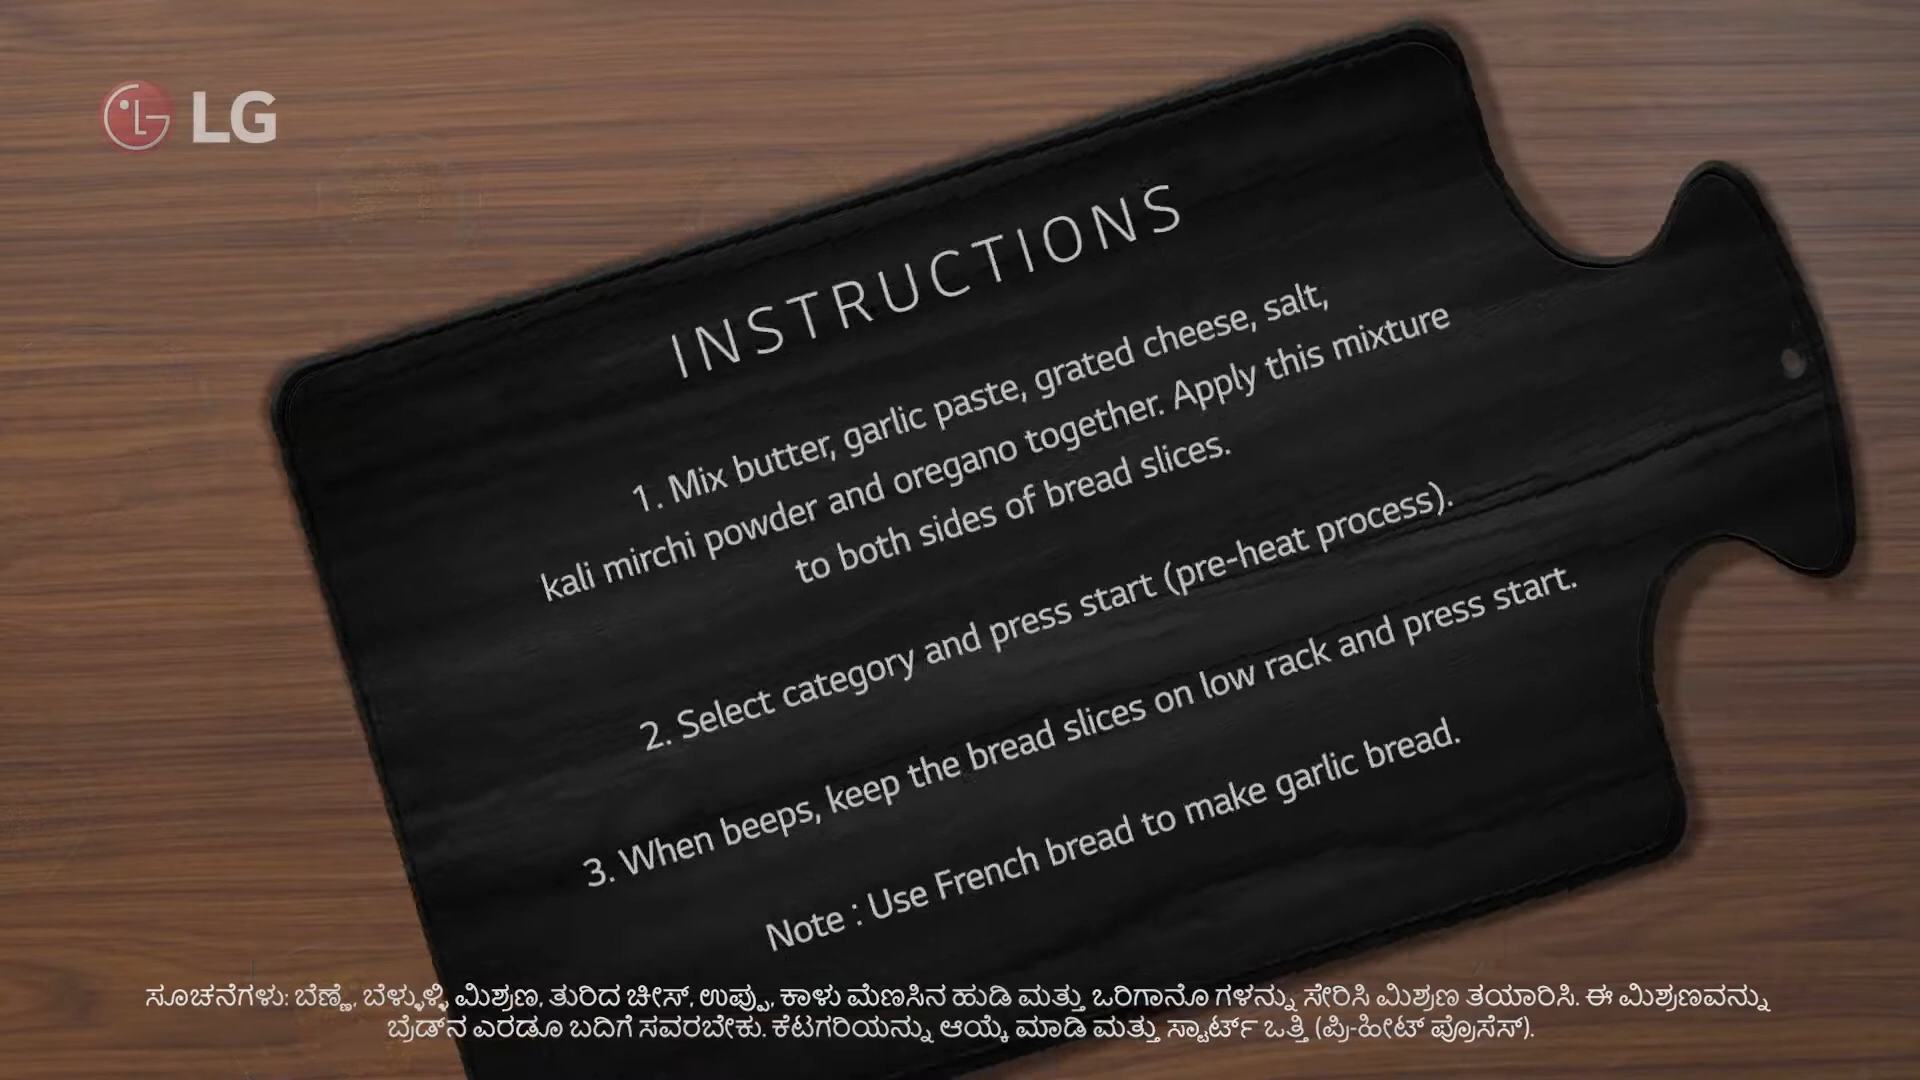 LG
INSTRUCTIONS
1. Mix butter, garlic paste, grated cheese, salt,
kali mirchi powder and oregano together. Apply this mixture
to both sides of bread slices.
2. Select category and press start (pre-heat process).
3. When beeps, keep the bread slices on low rack and press start.
Note : Use French bread to make garlic bread.
ಸೂಚನೆಗಳು: ಬೆಣ್ಣೆ, ಬೆಳ್ಳುಳ್ಳಿ ಮಿಶ್ರಣ, ತುರಿದ ಚೀಸ್, ಉಪ್ಪು, ಕಾಳು ಮೆಣಸಿನ ಹುಡಿ ಮತ್ತು ಒರಿಗಾನೊ ಗಳನ್ನು ಸೇರಿಸಿ ಮಿಶ್ರಣ ತಯಾರಿಸಿ. ಈ ಮಿಶ್ರಣವನ್ನು
ಬ್ರೆಡ್‌ನ ಎರಡೂ ಬದಿಗೆ ಸವರಬೇಕು. ಕೆಟಗರಿಯನ್ನು ಆಯ್ಕೆ ಮಾಡಿ ಮತ್ತು ಸ್ಟಾರ್ಟ್ ಒತ್ತಿ (ಪ್ರಿ-ಹೀಟ್ ಪ್ರೊಸೆಸ್).